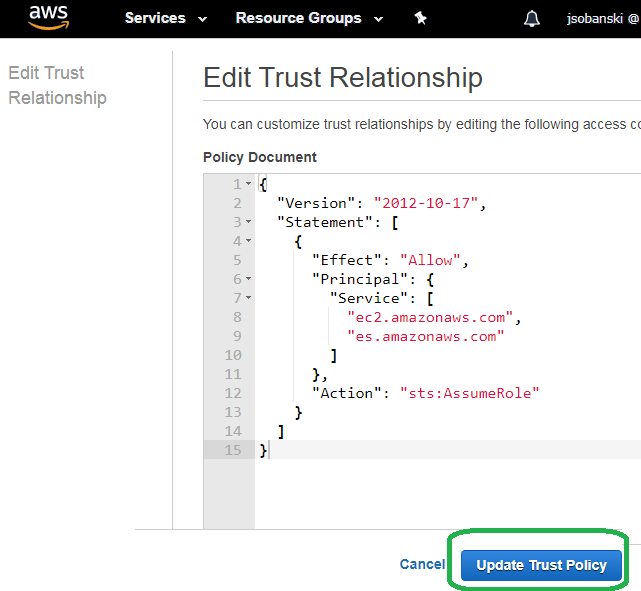 aws
Services
Resource Groups
jsobanski @
Edit Trust
Relationship
Edit Trust Relationship
You can customize trust relationships by editing the following access co
Policy Document
1 {
2 "Version": "2012-10-17",
3 "Statement": [
4 {
5 "Effect": "Allow",
6 "Principal": {
7 "Service": [
8 "ec2.amazonaws.com",
9 "es.amazonaws.com"
10 ]
11 },
12 "Action": "sts:AssumeRole"
13 }
14 ]
15 }
Cancel
Update Trust Policy